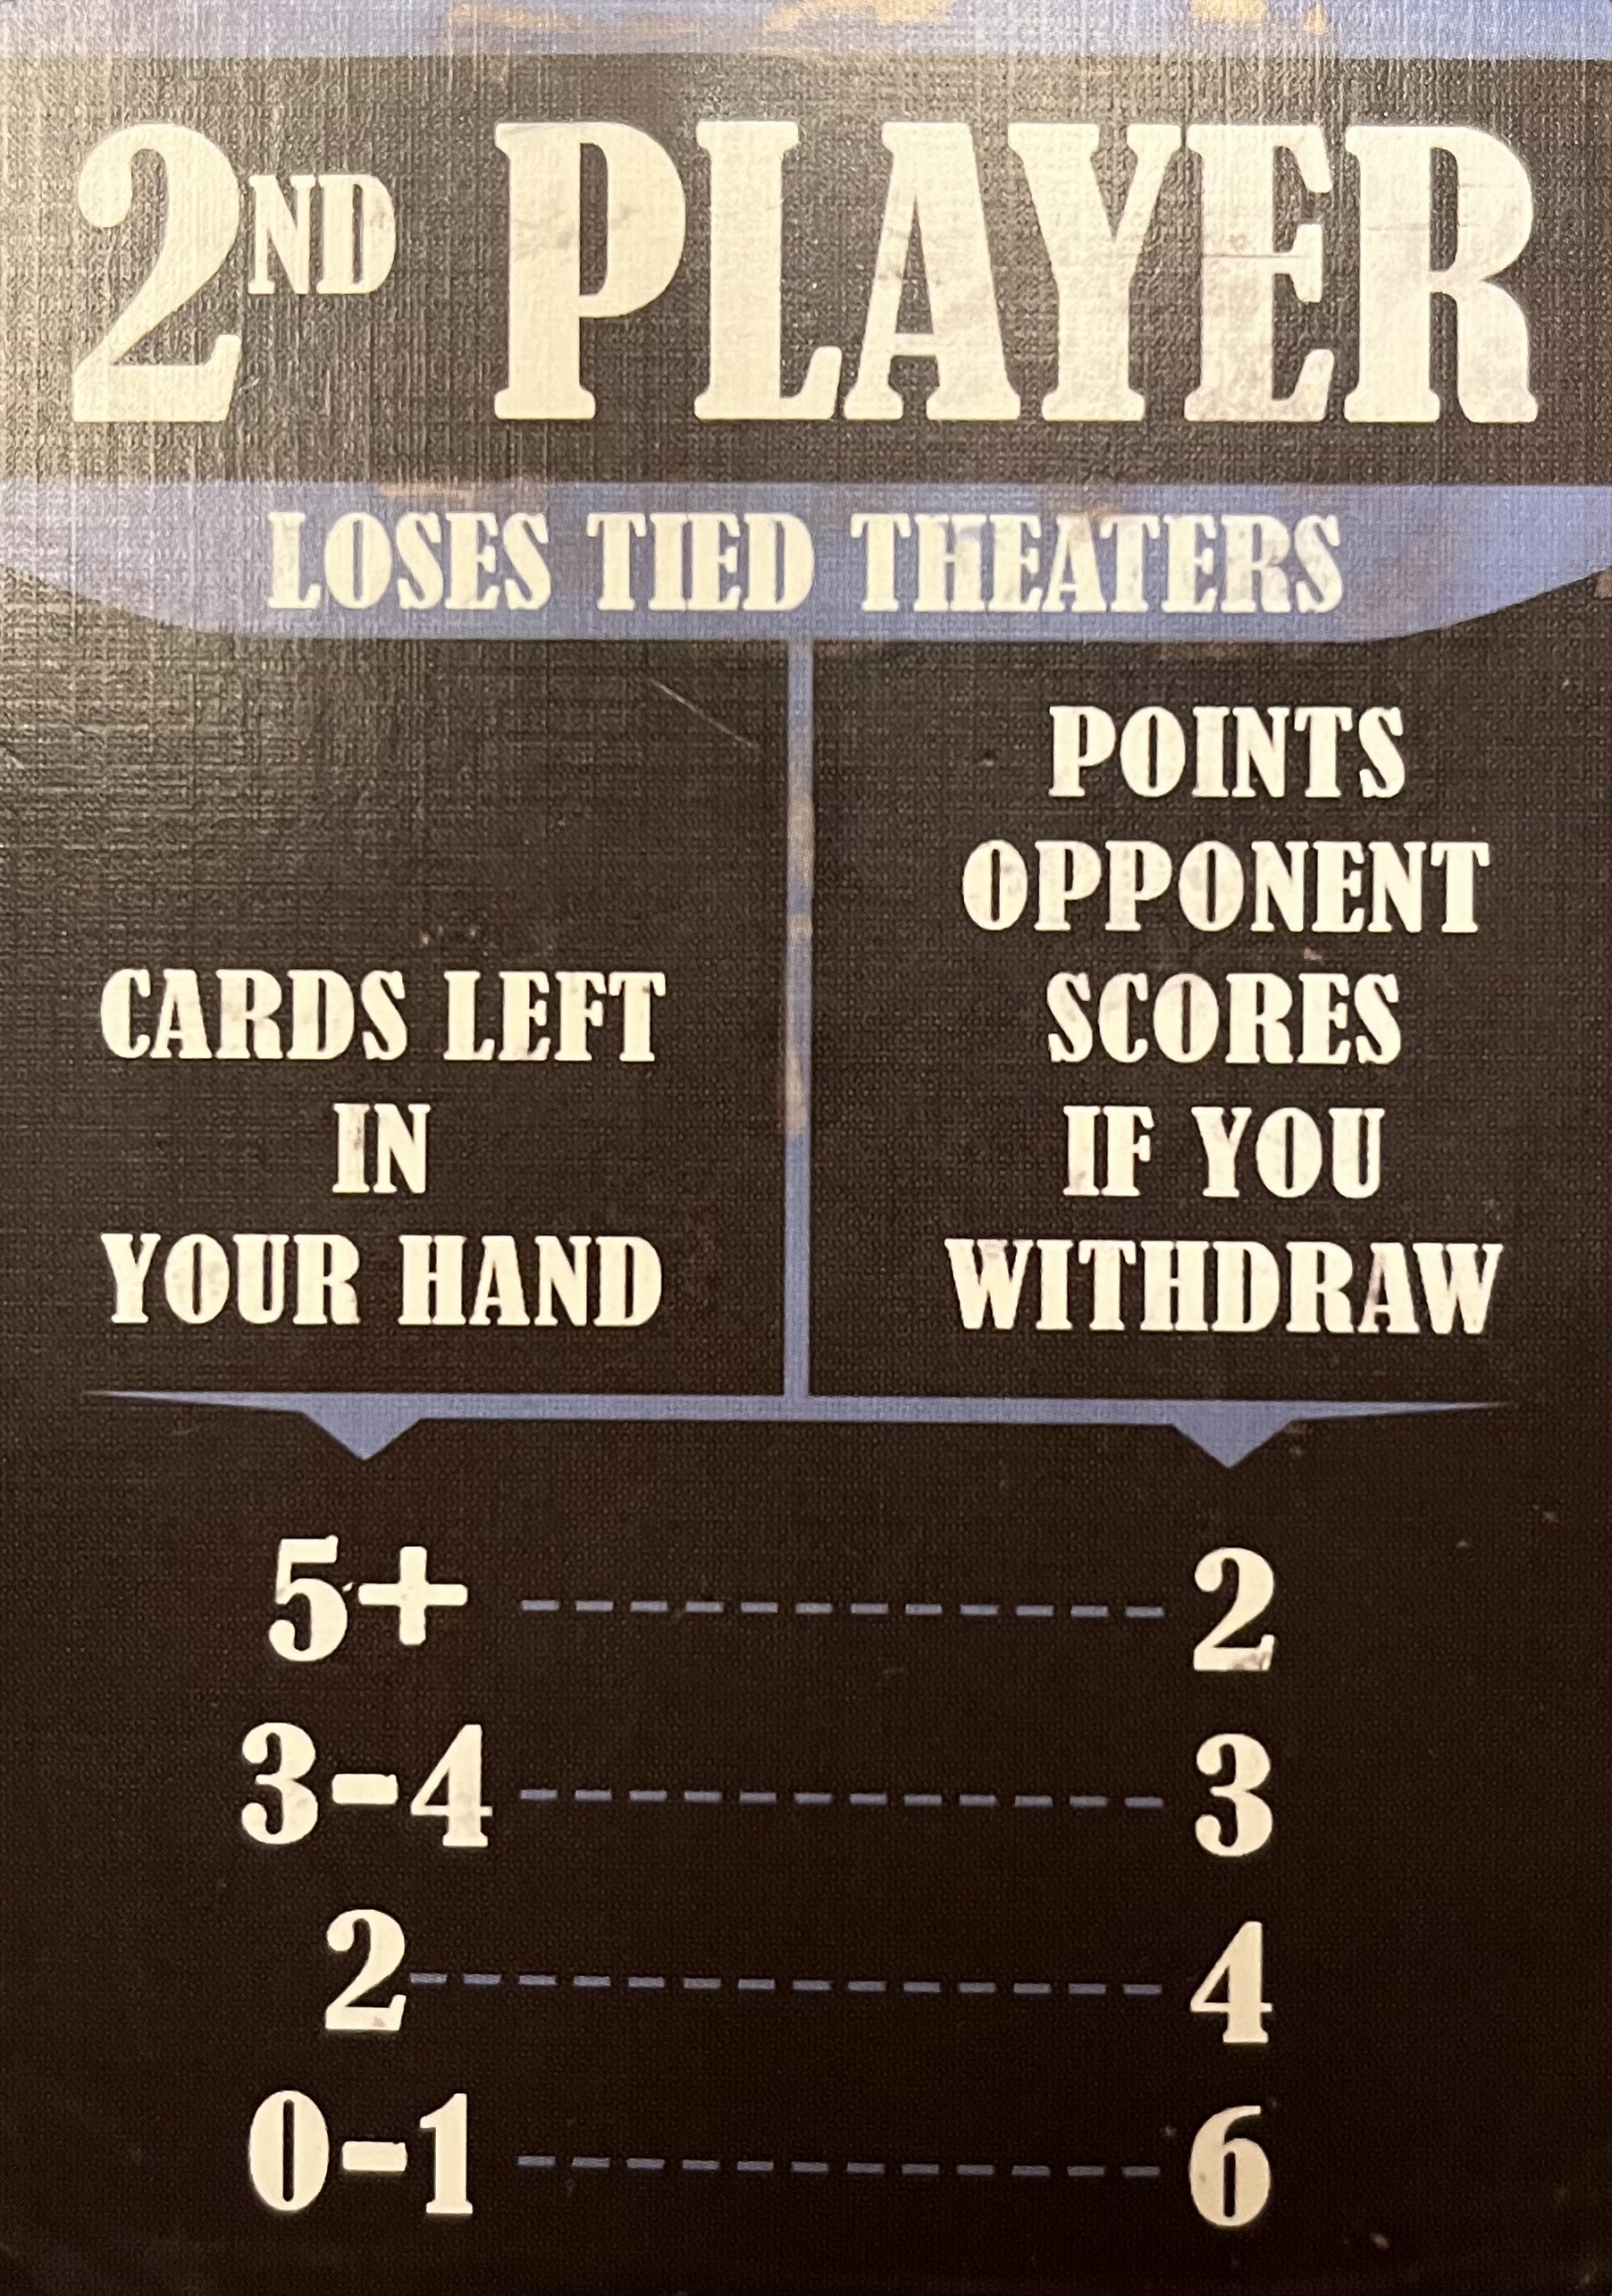 2ND PLAYER
LOSES TIED THEATERS
CARDS LEFT
IN
YOUR HAND
POINTS
OPPONENT
SCORES
IF YOU
WITHDRAW
5+ 2
3-4 3
2 4
0-1 6